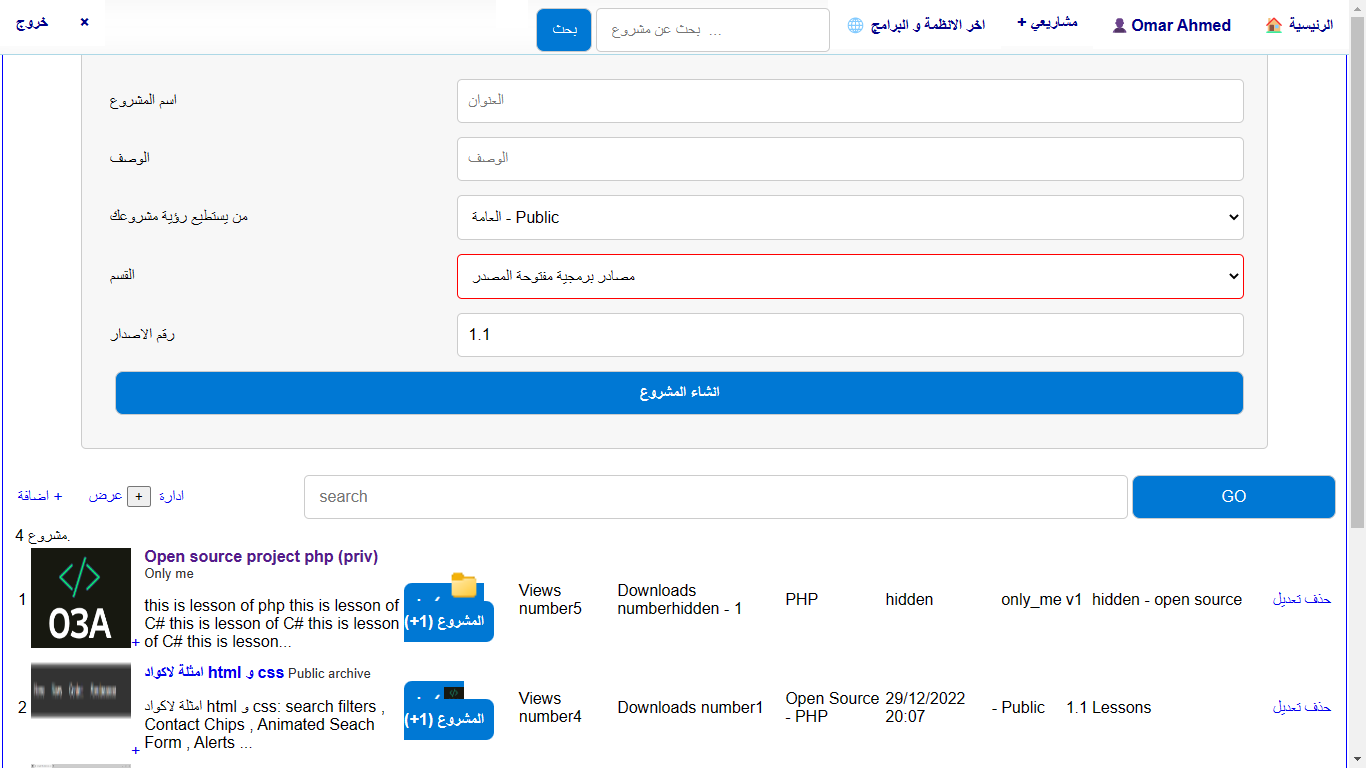 الرئيسية
Omar Ahmed
مشاريعي +
اخر الانظمة و البرامج
بحث عن مشروع ...
بحث
×
خروج
اسم المشروع
العنوان
الوصف
الوصف
من يستطيع رؤية مشروعك
العامة - Public
القسم
مصادر برمجية مفتوحة المصدر
رقم الاصدار
1.1
انشاء المشروع
+ اضافة
عرض
+
ادارة
search
GO
4 مشروع.
1
03A
+
Open source project php (priv)
Only me
this is lesson of php this is lesson of
C# this is lesson of C# this is lesson
of C# this is lesson...
المشروع (1+)
Views
number5
Downloads
numberhidden - 1
PHP
hidden
only_me
v1
hidden - open source
حذف تعديل
2
+
امثلة لاكواد html و css Public archive
امثلة لاكواد html و css: search filters ,
Contact Chips , Animated Seach
Form , Alerts ...
المشروع (1+)
Views
number4
Downloads number1
Open Source
- PHP
29/12/2022
20:07
- Public
1.1
Lessons
حذف تعديل